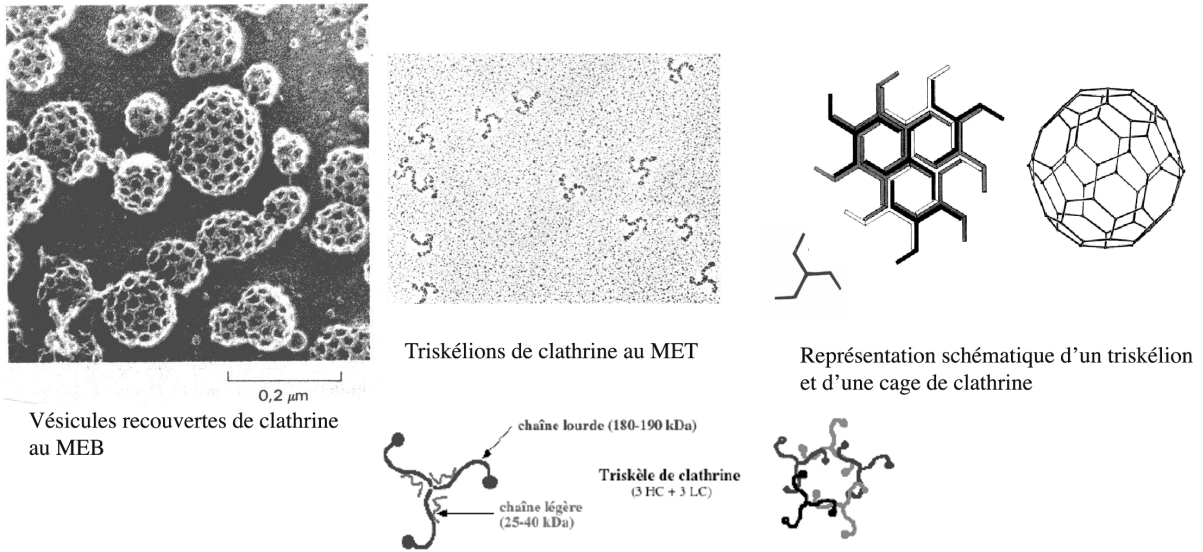 0,2 µm
Vésicules recouvertes de clathrine
au MEB
Triskélions de clathrine au MET
Représentation schématique d’un triskélion
et d’une cage de clathrine
chaîne lourde (180-190 kDa)
Triskèle de clathrine
(3 HC + 3 LC)
chaîne légère
(25-40 kDa)